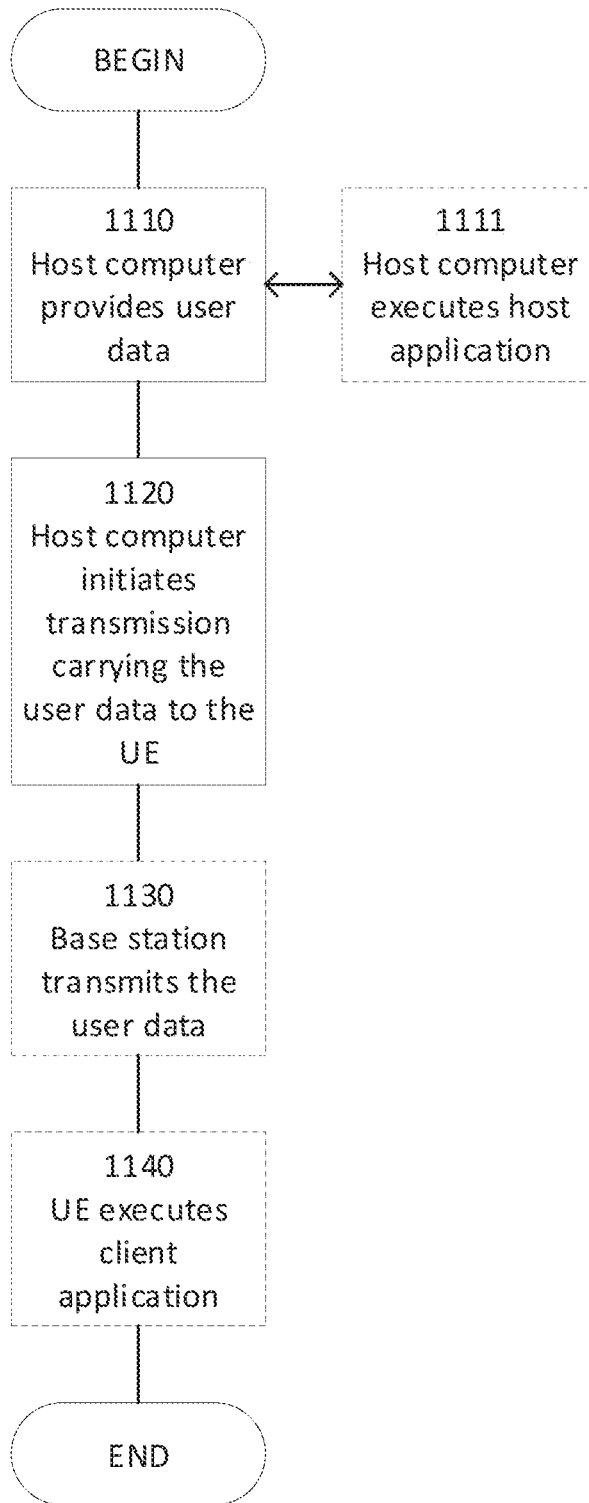 BEGIN
1110
Host computer
provides user
data
1111
Host computer
executes host
application
1120
Host computer
initiates
transmission
carrying the
user data to the
UE
1130
Base station
transmits the
user data
1140
UE executes
client
application
END